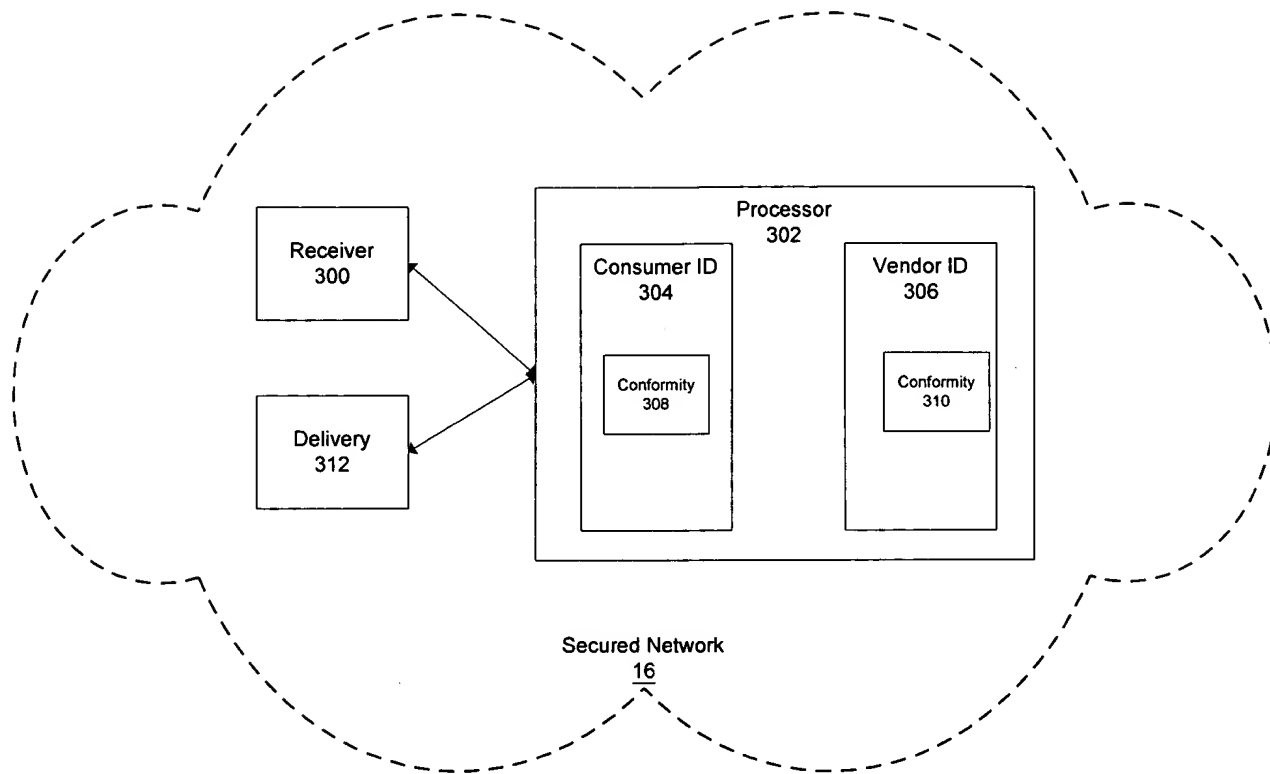 Processor
302
Receiver
300
Consumer ID
304
Vendor ID
306
Conformity
308
Conformity
310
Delivery
312
Secured Network
16